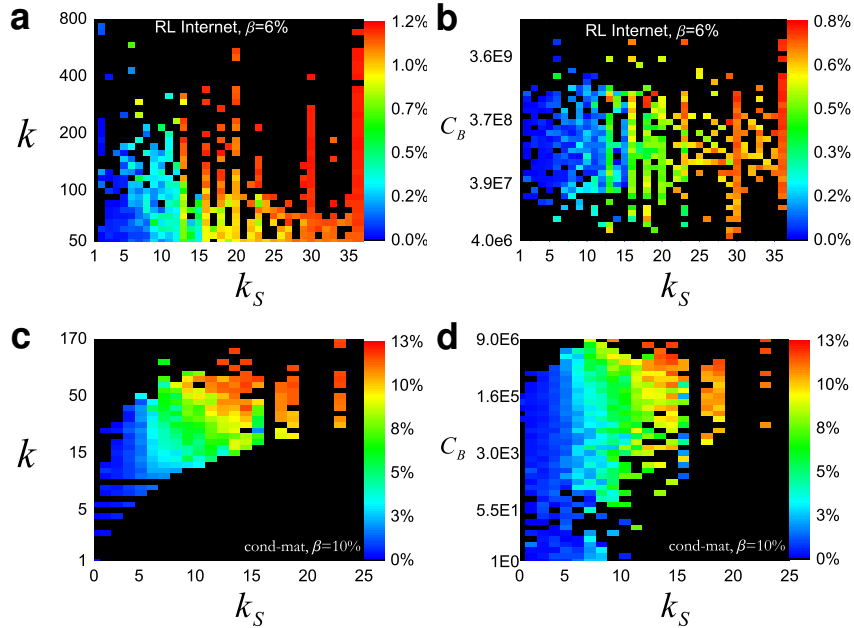 a
RL Internet, β=6%
800
400
200
100
50
k
1 5 10 15 20 25 30 35
k_S
1.2%
1.0%
0.7%
0.5%
0.2%
0.0%
b
RL Internet, β=6%
3.6E9
3.7E8
3.9E7
4.0e6
C_B
1 5 10 15 20 25 30 35
k_S
0.8%
0.6%
0.5%
0.3%
0.2%
0.0%
c
170
50
15
5
1
k
cond-mat, β=10%
0 5 10 15 20 25
k_S
13%
10%
8%
5%
3%
0%
d
9.0E6
1.6E5
3.0E3
5.5E1
1E0
C_B
cond-mat, β=10%
0 5 10 15 20 25
k_S
13%
10%
8%
5%
3%
0%